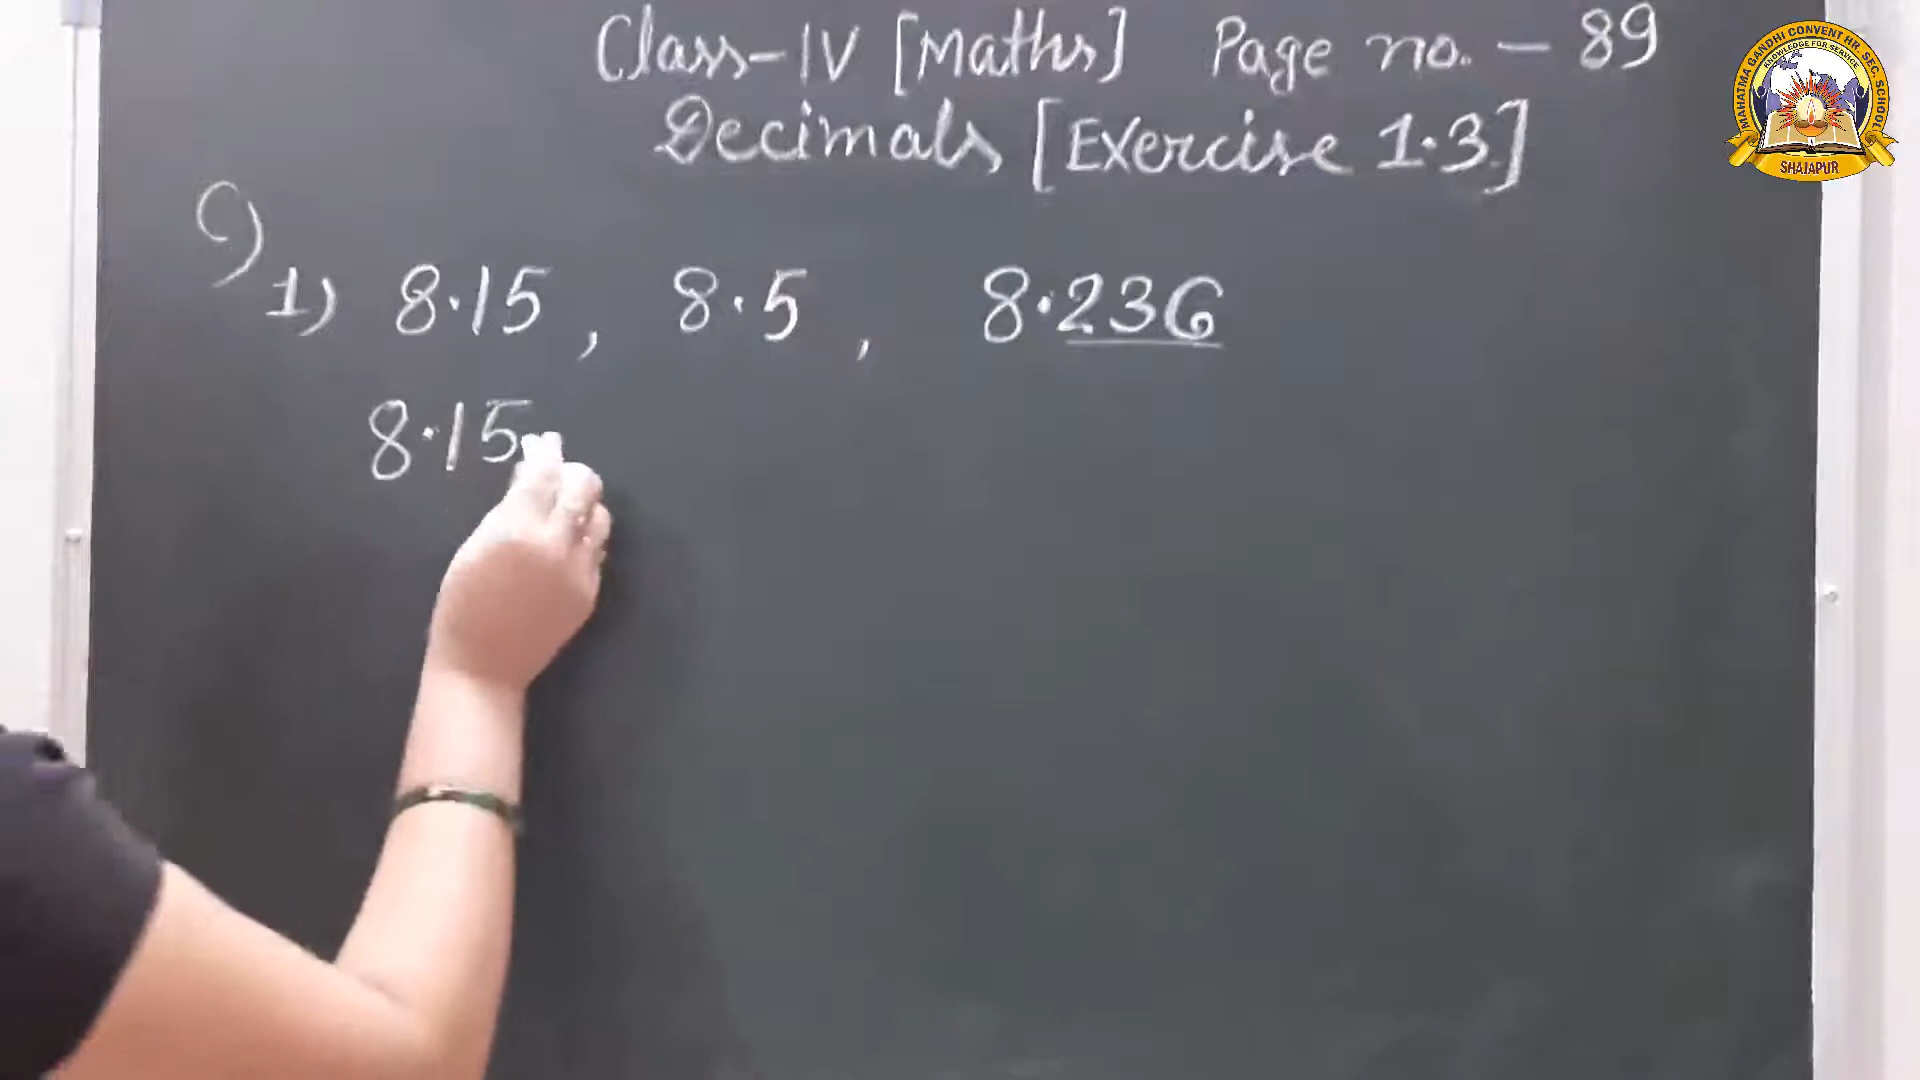 Class-IV [Maths] Page no. - 89
Decimals [Exercise 1.3]
C)
1) 8.15, 8.5, 8.236
8.15
MAHATMA GANDHI CONVENT HR. SEC. SCHOOL
KNOWLEDGE FOR SERVICE
SHAJAPUR